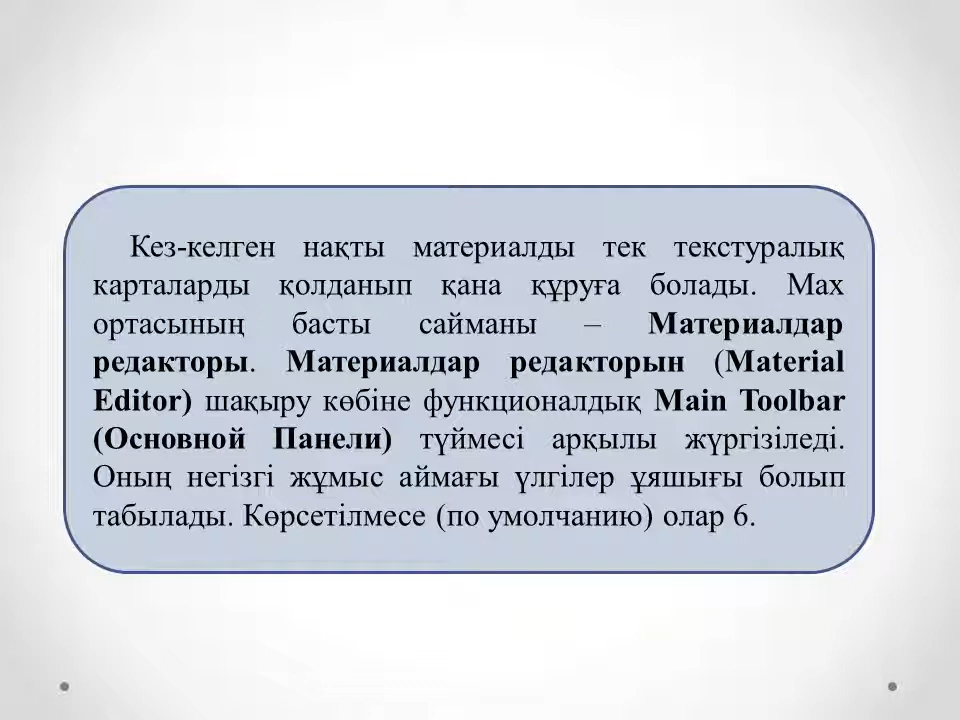 Кез-келген нақты материалды тек текстуралық
карталарды қолданып қана құруға болады. Max
ортасының басты сайманы – Материалдар
редакторы. Материалдар редакторын (Material
Editor) шақыру көбіне функционалдық Main Toolbar
(Основной Панели) түймесі арқылы жүргізіледі.
Оның негізгі жұмыс аймағы үлгілер ұяшығы болып
табылады. Көрсетілмесе (по умолчанию) олар 6.